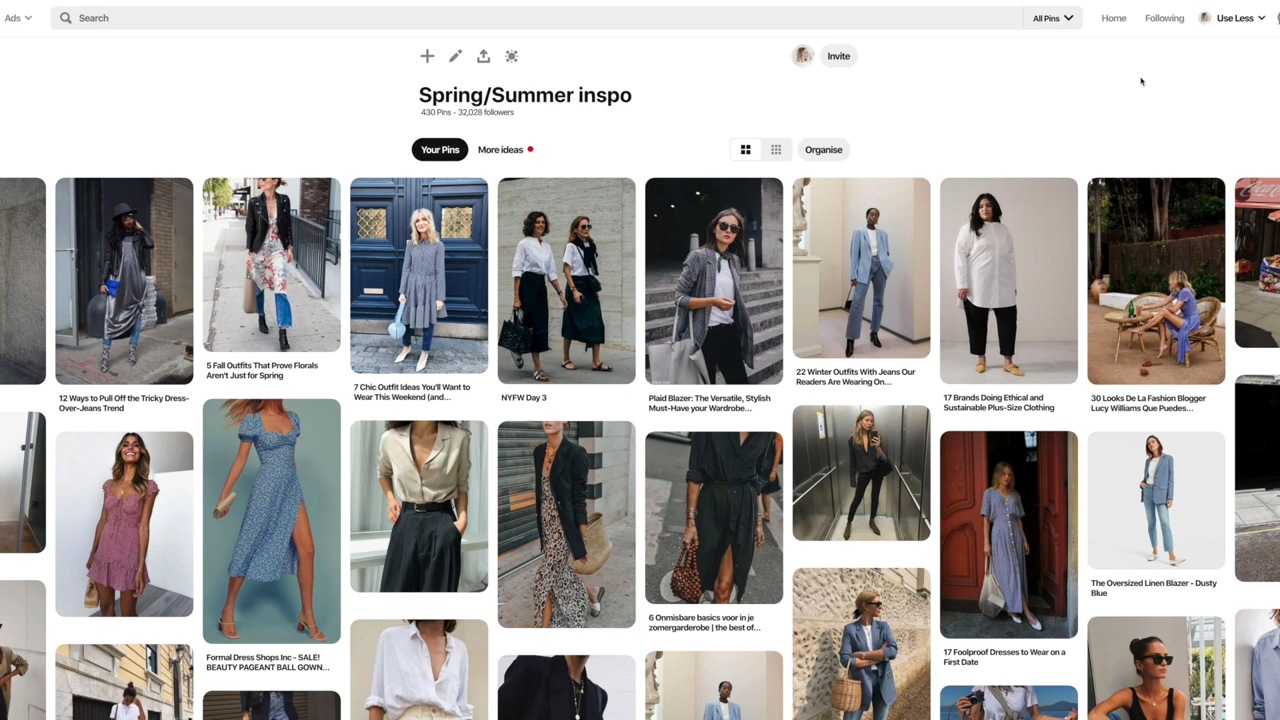 Ads
Search
All Pins
Home
Following
Use Less
Invite
Spring/Summer inspo
430 Pins · 32,028 followers
Your Pins
More ideas
Organise
12 Ways to Pull Off the Tricky Dress-
Over-Jeans Trend
5 Fall Outfits That Prove Florals
Aren't Just for Spring
Formal Dress Shops Inc - SALE!
BEAUTY PAGEANT BALL GOWN...
7 Chic Outfit Ideas You'll Want to
Wear This Weekend (and...
NYFW Day 3
Plaid Blazer: The Versatile, Stylish
Must-Have your Wardrobe...
6 Onmisbare basics voor in je
zomergarderobe | the best of...
22 Winter Outfits With Jeans Our
Readers Are Wearing On...
17 Brands Doing Ethical and
Sustainable Plus-Size Clothing
17 Foolproof Dresses to Wear on a
First Date
30 Looks De La Fashion Blogger
Lucy Williams Que Puedes...
The Oversized Linen Blazer - Dusty
Blue